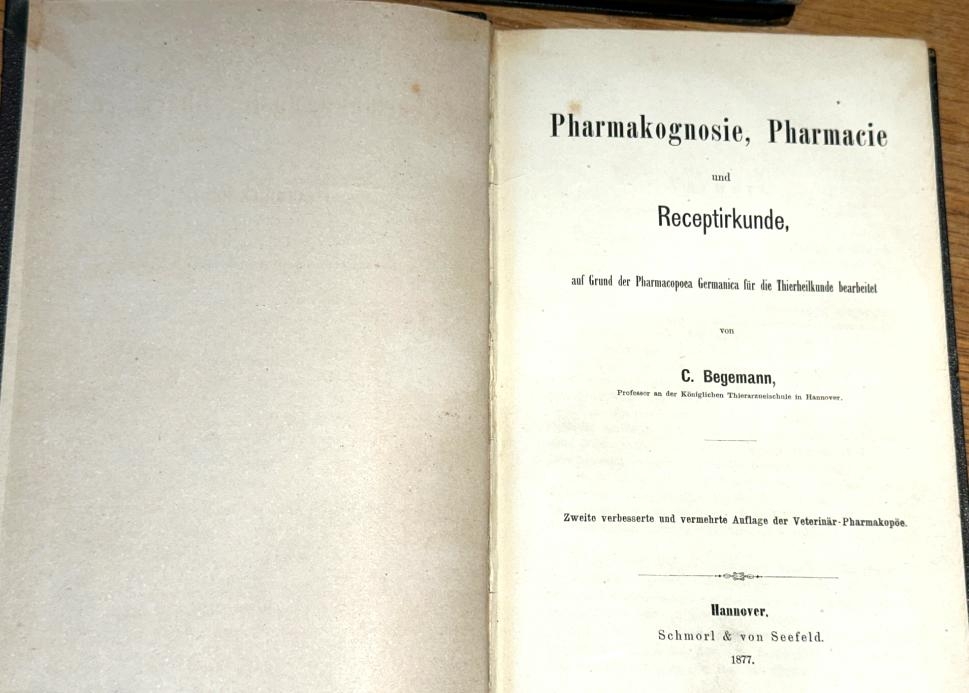 Pharmakognosie, Pharmacie
und
Receptirkunde,
auf Grund der Pharmacopoea Germanica für die Thierheilkunde bearbeitet
von
C. Begemann,
Professor an der Königlichen Thierarzneischule in Hannover.
Zweite verbesserte und vermehrte Auflage der Veterinär-Pharmakopöe.
Hannover.
Schmorl & von Seefeld.
1877.